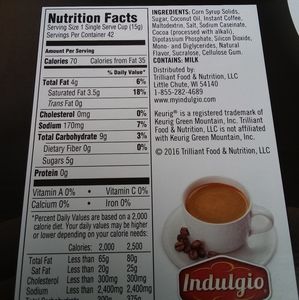 Nutrition Facts
Serving Size 1 Single Serve Cup (15g)
Servings Per Container 42
Amount Per Serving
Calories 70 Calories from Fat 35
% Daily Value*
Total Fat 4g 6%
Saturated Fat 3.5g 18%
Trans Fat 0g
Cholesterol 0mg 0%
Sodium 170mg 7%
Total Carbohydrate 9g 3%
Dietary Fiber 0g 0%
Sugars 5g
Protein 0g
Vitamin A 0% • Vitamin C 0%
Calcium 0% • Iron 0%
*Percent Daily Values are based on a 2,000
calorie diet. Your daily values may be higher
or lower depending on your calorie needs:
Calories: 2,000 2,500
Total Fat Less than 65g 80g
Sat Fat Less than 20g 25g
Cholesterol Less than 300mg 300mg
Sodium Less than 2,400mg 2,400mg
Total Carbohydrate 300g 375g
INGREDIENTS: Corn Syrup Solids,
Sugar, Coconut Oil, Instant Coffee,
Maltodextrin, Salt, Sodium Caseinate,
Cocoa (processed with alkali),
Dipotassium Phosphate, Silicon Dioxide,
Mono- and Diglycerides, Natural
Flavor, Sucralose, Cellulose Gum.
CONTAINS: MILK
Distributed by:
Trilliant Food & Nutrition, LLC
Little Chute, WI 54140
1-855-282-4689
www.myindulgio.com
Keurig® is a registered trademark of
Keurig Green Mountain, Inc. Trilliant
Food & Nutrition, LLC is not affiliated
with Keurig Green Mountain, Inc.
© 2016 Trilliant Food & Nutrition, LLC
Indulgio